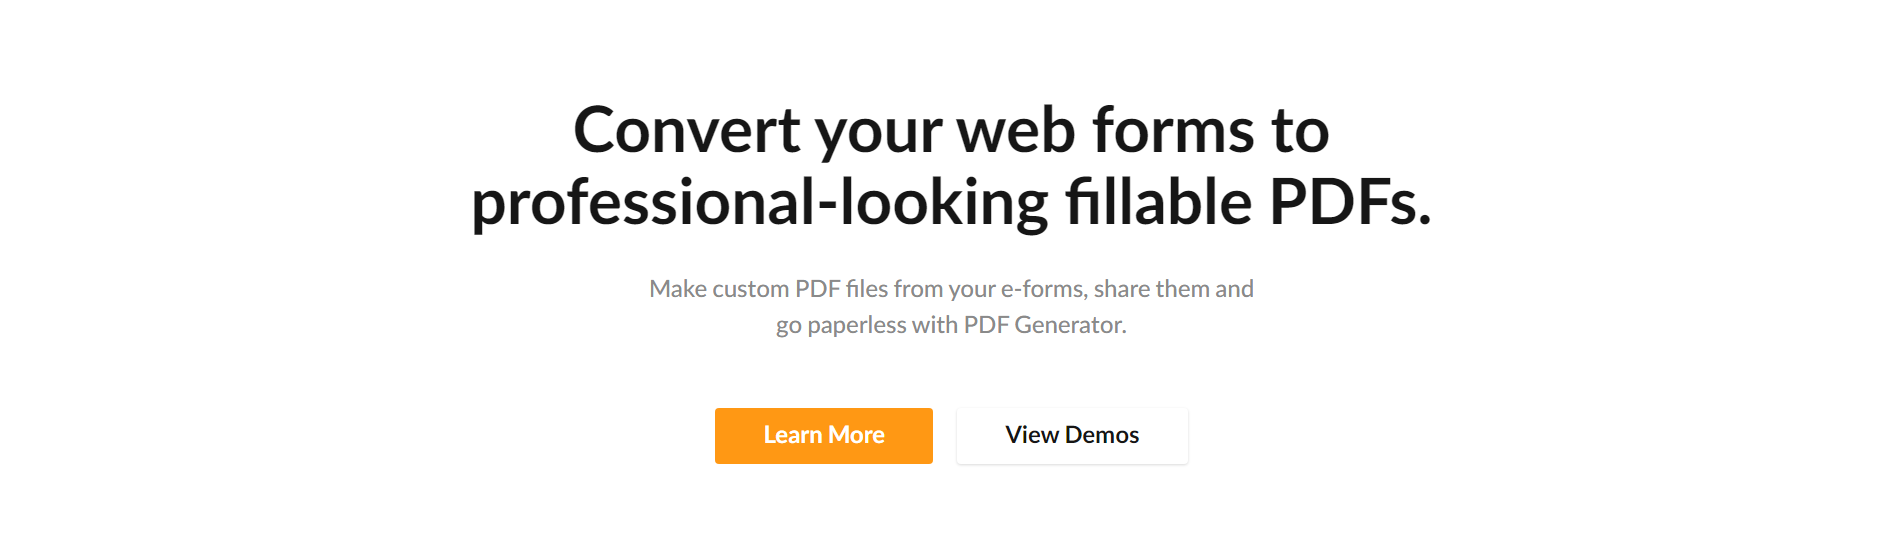 Convert your web forms to
professional-looking fillable PDFs.
Make custom PDF files from your e-forms, share them and
go paperless with PDF Generator.
Learn More
View Demos